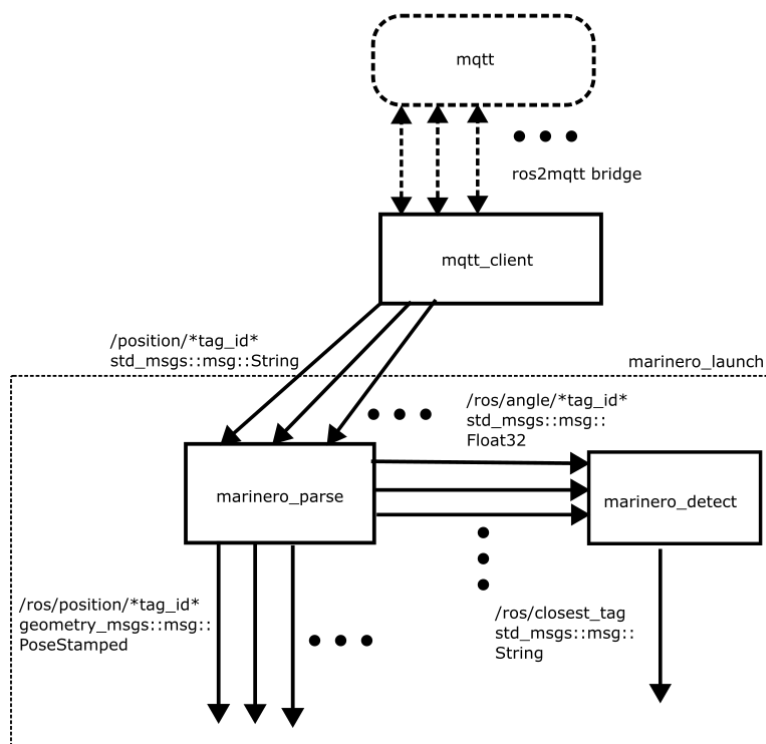 mqtt
ros2mqtt bridge
mqtt_client
/position/*tag_id*
std_msgs::msg::String
marinero_launch
/ros/angle/*tag_id*
std_msgs::msg::
Float32
marinero_parse
marinero_detect
/ros/position/*tag_id*
geometry_msgs::msg::
PoseStamped
/ros/closest_tag
std_msgs::msg::
String